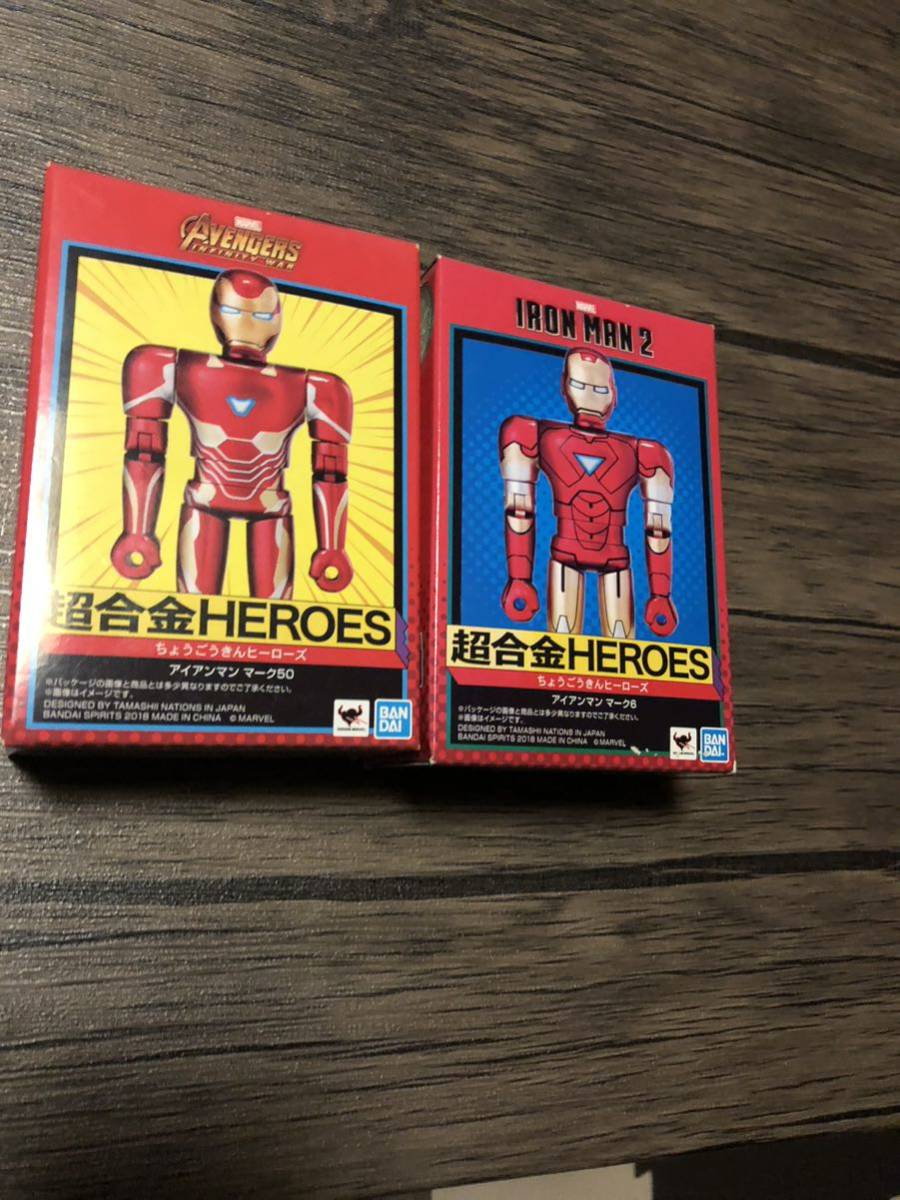 MARVEL
AVENGERS
INFINITY WAR
超合金HEROES
ちょうごうきんヒーローズ
アイアンマン マーク50
※パッケージの画像と商品とは多少異なりますのでご了承ください。
※画像はイメージです。
DESIGNED BY TAMASHII NATIONS IN JAPAN
BANDAI SPIRITS 2018 MADE IN CHINA ©MARVEL
BAN
DAI
MARVEL
IRON MAN 2
超合金HEROES
ちょうごうきんヒーローズ
アイアンマン マーク6
※パッケージの画像と商品とは多少異なりますのでご了承ください。
※画像はイメージです。
DESIGNED BY TAMASHII NATIONS IN JAPAN
BANDAI SPIRITS 2018 MADE IN CHINA ©MARVEL
BAN
DAI